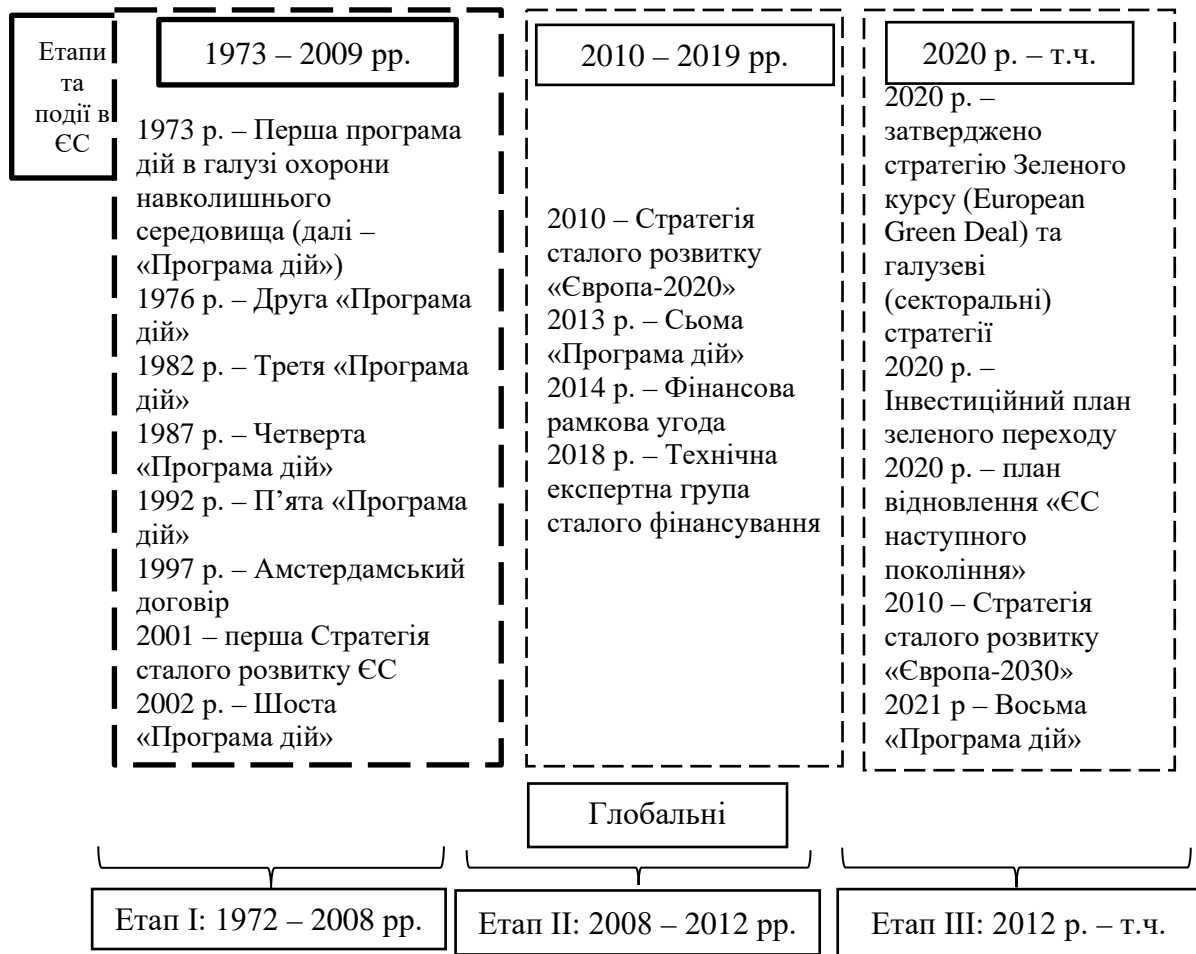 Етапи
та
події в
ЄС
1973 – 2009 рр.
1973 р. – Перша програма
дій в галузі охорони
навколишнього
середовища (далі –
«Програма дій»)
1976 р. – Друга «Програма
дій»
1982 р. – Третя «Програма
дій»
1987 р. – Четверта
«Програма дій»
1992 р. – П’ята «Програма
дій»
1997 р. – Амстердамський
договір
2001 – перша Стратегія
сталого розвитку ЄС
2002 р. – Шоста
«Програма дій»
2010 – 2019 рр.
2010 – Стратегія
сталого розвитку
«Європа-2020»
2013 р. – Сьома
«Програма дій»
2014 р. – Фінансова
рамкова угода
2018 р. – Технічна
експертна група
сталого фінансування
2020 р. – т.ч.
2020 р. –
затверджено
стратегію Зеленого
курсу (European
Green Deal) та
галузеві
(секторальні)
стратегії
2020 р. –
Інвестиційний план
зеленого переходу
2020 р. – план
відновлення «ЄС
наступного
покоління»
2010 – Стратегія
сталого розвитку
«Європа-2030»
2021 р – Восьма
«Програма дій»
Глобальні
Етап І: 1972 – 2008 рр.
Етап ІІ: 2008 – 2012 рр.
Етап ІІІ: 2012 р. – т.ч.